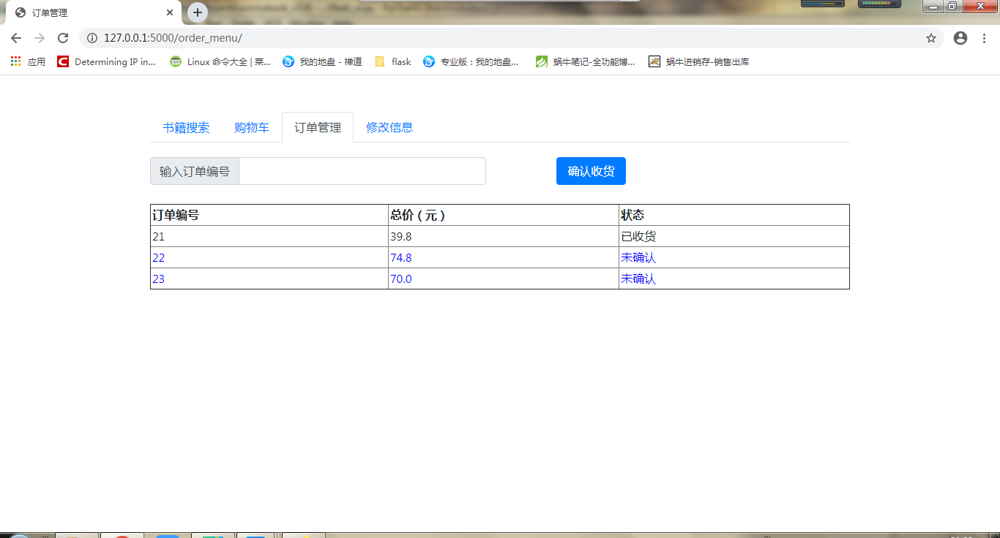 订单管理
127.0.0.1:5000/order_menu/
应用 Determining IP in... Linux 命令大全 | 菜... 我的地盘 - 禅道 flask 专业版：我的地盘... 蜗牛笔记-全功能博... 蜗牛进销存-销售出库
书籍搜索 购物车 订单管理 修改信息
输入订单编号 确认收货
订单编号 总价（元） 状态
21 39.8 已收货
22 74.8 未确认
23 70.0 未确认